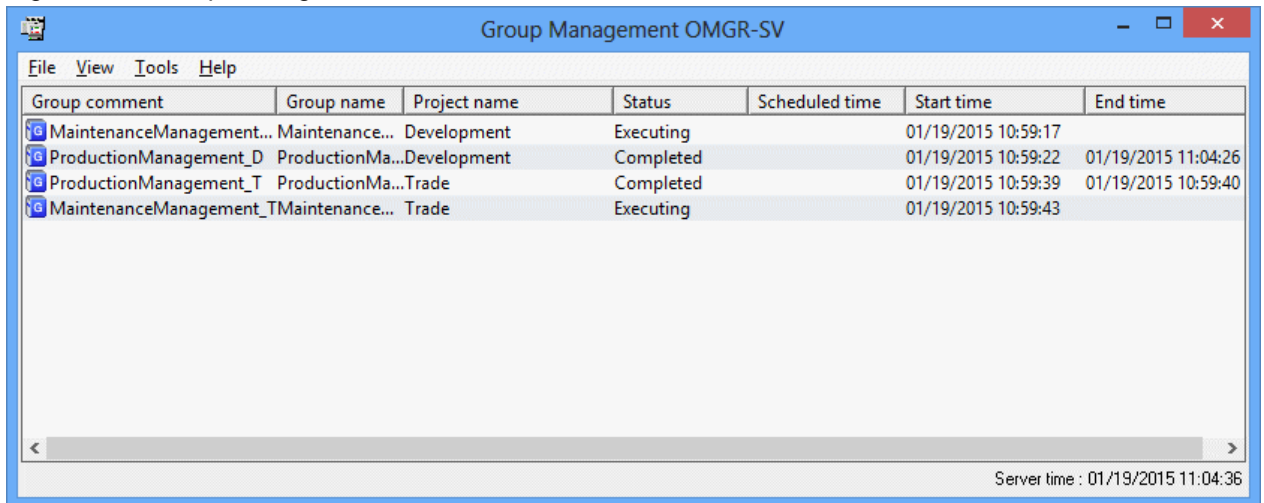 Group Management OMGR-SV
File View Tools Help
Group comment Group name Project name Status Scheduled time Start time End time
MaintenanceManagement... Maintenance... Development Executing 01/19/2015 10:59:17
ProductionManagement_D ProductionMa... Development Completed 01/19/2015 10:59:22 01/19/2015 11:04:26
ProductionManagement_T ProductionMa... Trade Completed 01/19/2015 10:59:39 01/19/2015 10:59:40
MaintenanceManagement_T Maintenance... Trade Executing 01/19/2015 10:59:43
Server time : 01/19/2015 11:04:36